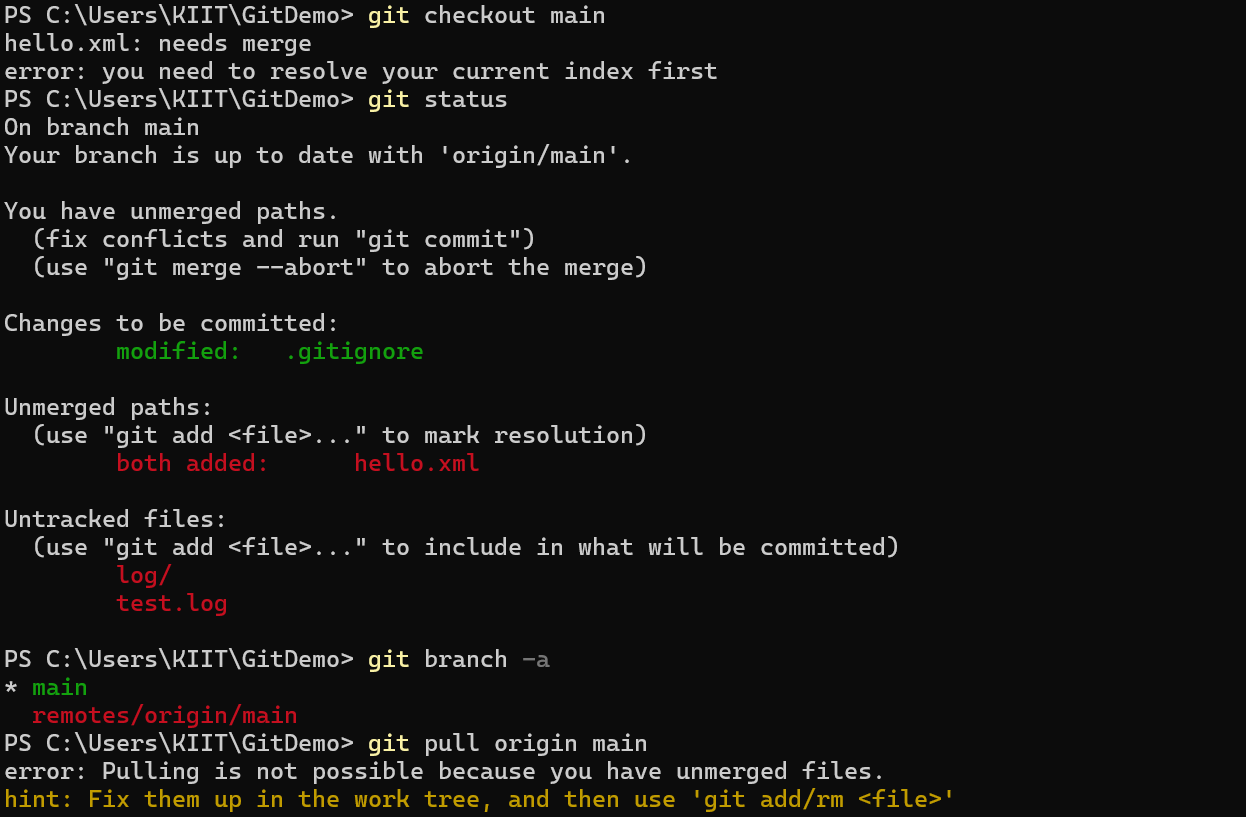 PS C:\Users\KIIT\GitDemo> git checkout main
hello.xml: needs merge
error: you need to resolve your current index first
PS C:\Users\KIIT\GitDemo> git status
On branch main
Your branch is up to date with 'origin/main'.
You have unmerged paths.
  (fix conflicts and run "git commit")
  (use "git merge --abort" to abort the merge)
Changes to be committed:
        modified:   .gitignore
Unmerged paths:
  (use "git add <file>..." to mark resolution)
        both added:      hello.xml
Untracked files:
  (use "git add <file>..." to include in what will be committed)
        log/
        test.log
PS C:\Users\KIIT\GitDemo> git branch -a
* main
  remotes/origin/main
PS C:\Users\KIIT\GitDemo> git pull origin main
error: Pulling is not possible because you have unmerged files.
hint: Fix them up in the work tree, and then use 'git add/rm <file>'